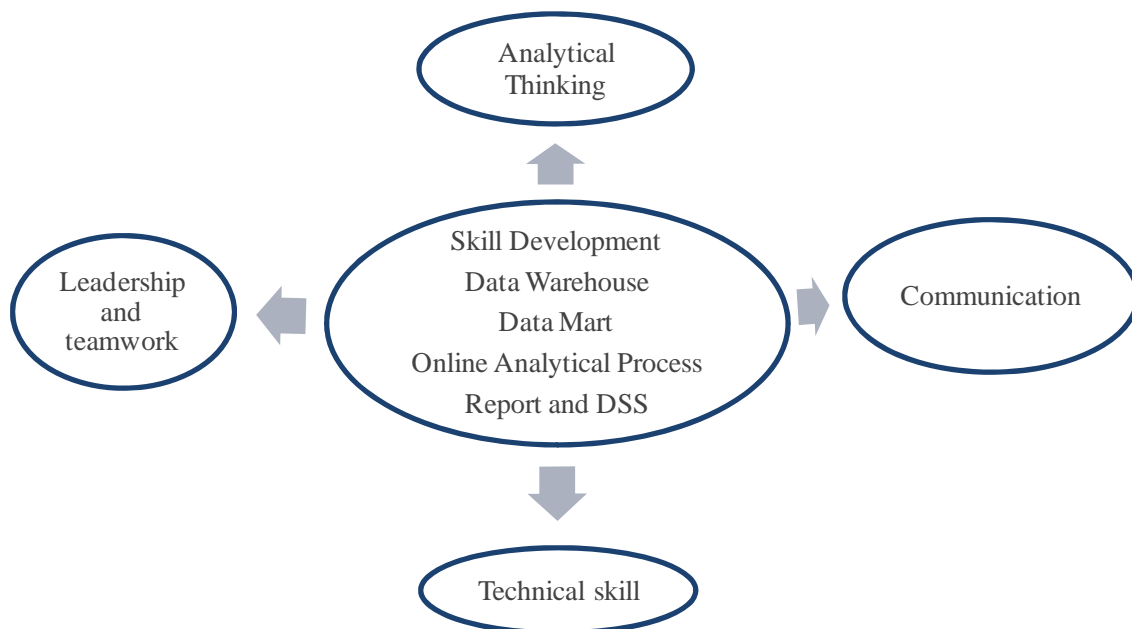 Analytical
Thinking
Skill Development
Data Warehouse
Data Mart
Online Analytical Process
Report and DSS
Leadership
and
teamwork
Communication
Technical skill